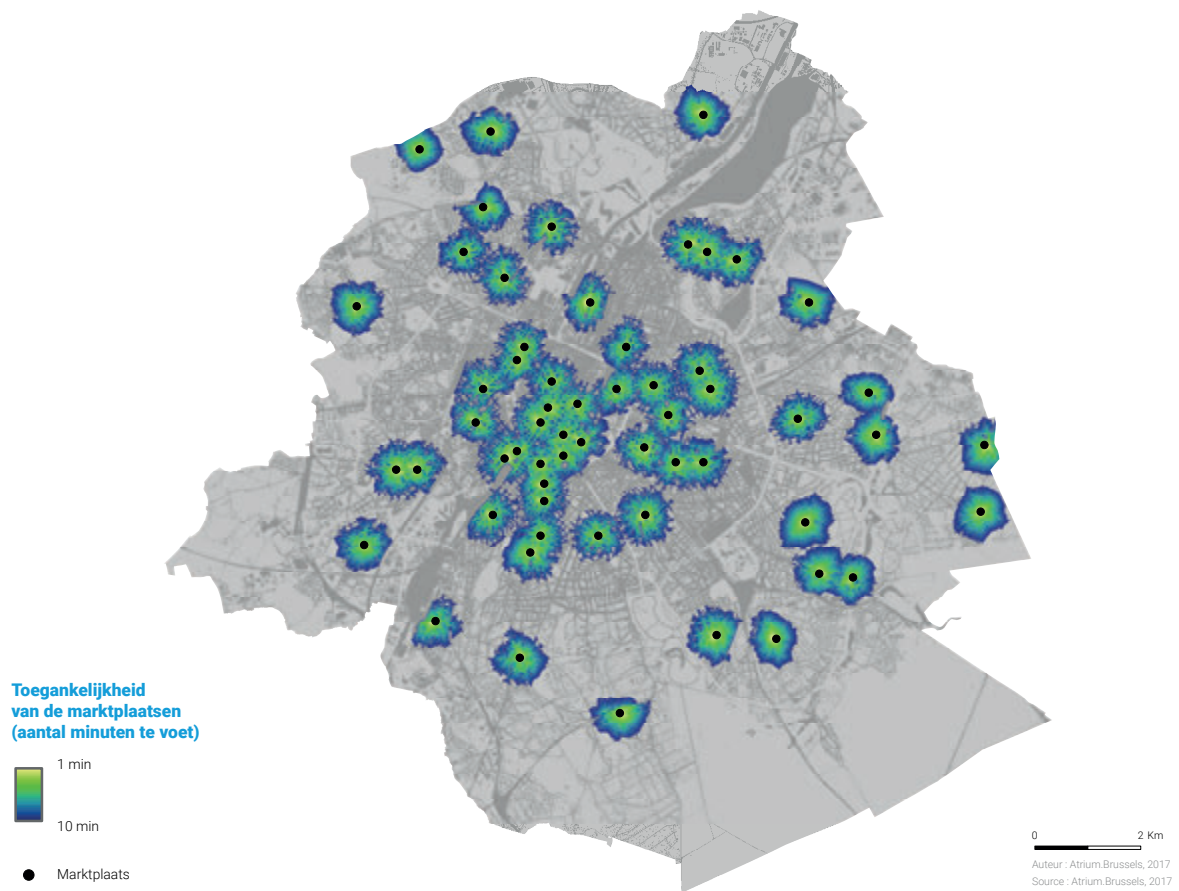 Toegankelijkheid
van de marktplaatsen
(aantal minuten te voet)
1 min
10 min
Marktplaats
0 2 Km
Auteur : Atrium.Brussels, 2017
Source : Atrium.Brussels, 2017